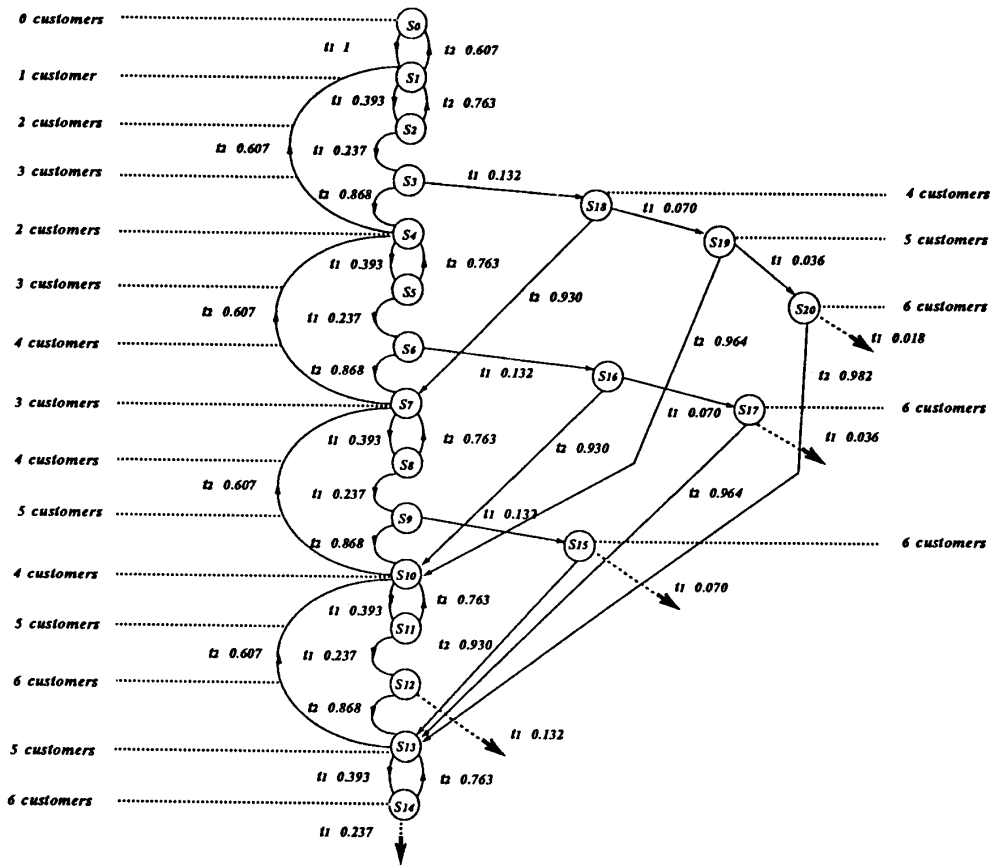 0 customers S0
t1 1 t2 0.607
1 customer S1
t1 0.393 t2 0.763
2 customers S2
t2 0.607 t1 0.237
3 customers S3 t1 0.132 4 customers
t2 0.868 S18 t1 0.070
2 customers S4 S19 5 customers
t1 0.393 t2 0.763 t1 0.036
3 customers S5 t2 0.930
t2 0.607 t1 0.237 S20 6 customers
4 customers S6 t2 0.964 t1 0.018
t2 0.868 t1 0.132 S16 t2 0.982
3 customers S7 t1 0.070 S17 6 customers
t1 0.393 t2 0.763 t2 0.930 t1 0.036
4 customers S8
t2 0.607 t1 0.237 t2 0.964
5 customers S9 t1 0.132
t2 0.868 S15 6 customers
4 customers S10 t1 0.070
t1 0.393 t2 0.763
5 customers S11
t2 0.607 t1 0.237 t2 0.930
6 customers S12
t2 0.868 t1 0.132
5 customers S13
t1 0.393 t2 0.763
6 customers S14
t1 0.237